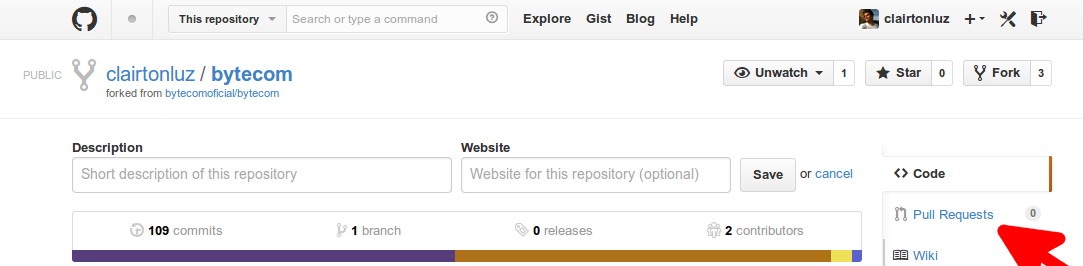 This repository Search or type a command Explore Gist Blog Help clairtonluz
PUBLIC clairtonluz / bytecom Unwatch 1 Star 0 Fork 3
forked from bytecomoficial/bytecom
Description Website
Short description of this repository Website for this repository (optional) Save or cancel
Code
109 commits 1 branch 0 releases 2 contributors
Pull Requests 0
Wiki